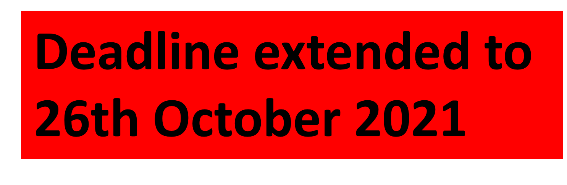 Deadline extended to
26th October 2021